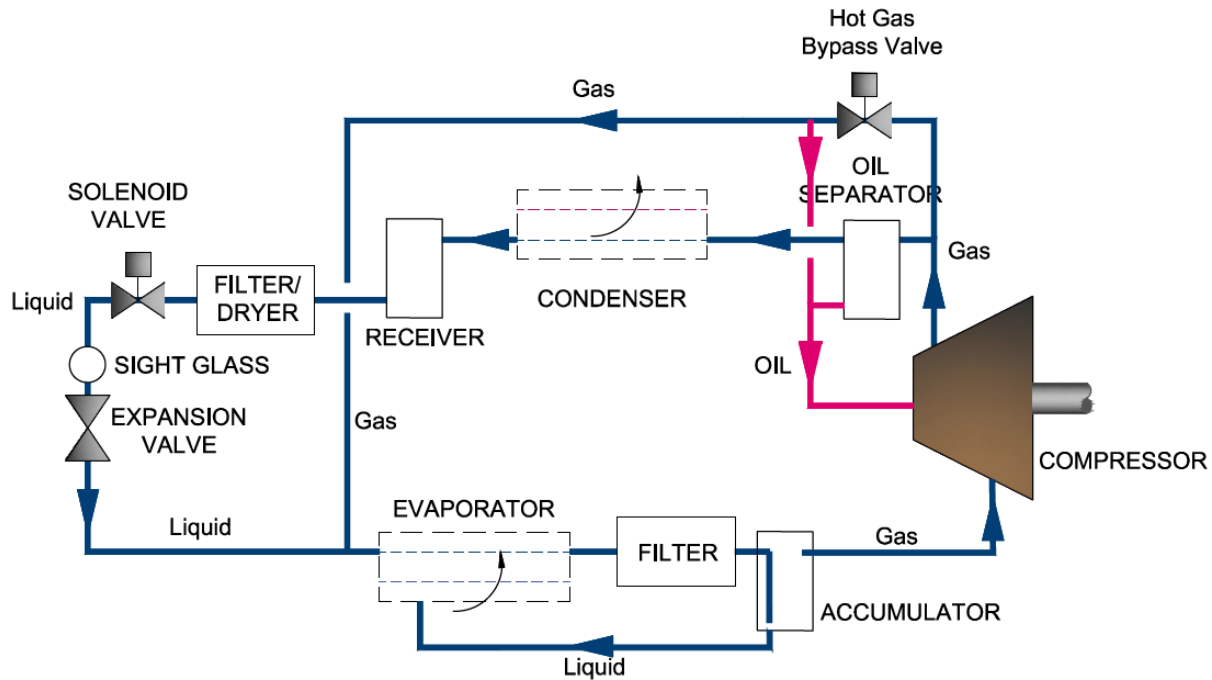 Hot Gas
Bypass Valve
Gas
SOLENOID
VALVE
OIL
SEPARATOR
Gas
Liquid
FILTER/
DRYER
CONDENSER
RECEIVER
SIGHT GLASS
OIL
EXPANSION
VALVE
Gas
COMPRESSOR
EVAPORATOR
Liquid
FILTER
Gas
ACCUMULATOR
Liquid